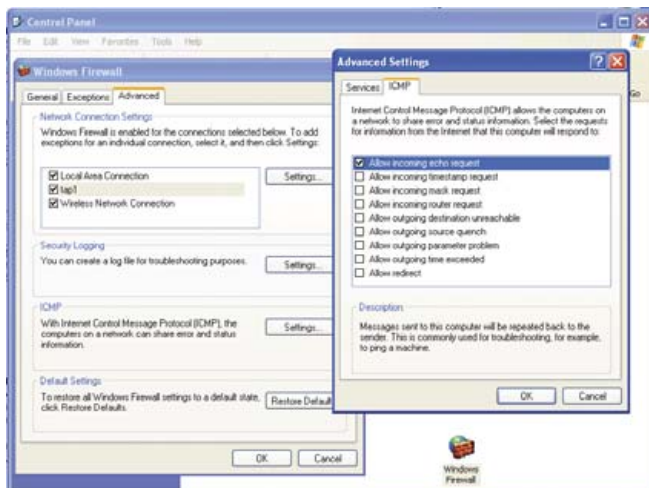 Control Panel
File Edit View Favorites Tools Help
Windows Firewall
General Exceptions Advanced
Network Connection Settings
Windows Firewall is enabled for the connections selected below. To add
exceptions for an individual connection, select it, and then click Settings:
Local Area Connection
tap1
Wireless Network Connection
Settings...
Security Logging
You can create a log file for troubleshooting purposes.
Settings...
ICMP
With Internet Control Message Protocol (ICMP), the
computers on a network can share error and status
information.
Settings...
Default Settings
To restore all Windows Firewall settings to a default state,
click Restore Defaults.
Restore Default
OK Cancel
Advanced Settings
Services ICMP
Internet Control Message Protocol (ICMP) allows the computers on
a network to share error and status information. Select the requests
for information from the Internet that this computer will respond to:
Allow incoming echo request
Allow incoming timestamp request
Allow incoming mask request
Allow incoming router request
Allow outgoing destination unreachable
Allow outgoing source quench
Allow outgoing parameter problem
Allow outgoing time exceeded
Allow redirect
Description
Messages sent to this computer will be repeated back to the
sender. This is commonly used for troubleshooting, for example,
to ping a machine.
OK Cancel
Go
Windows
Firewall